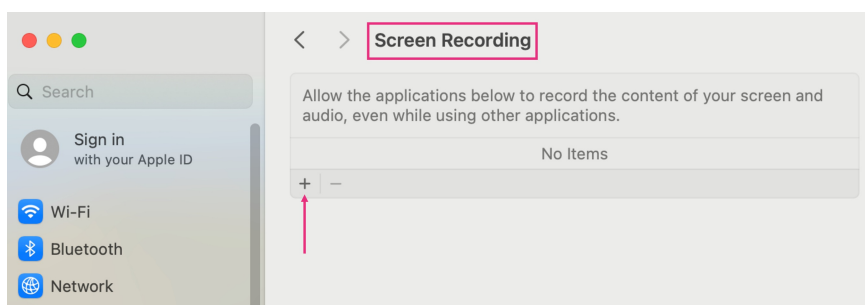 Screen Recording
Search
Sign in
with your Apple ID
Wi-Fi
Bluetooth
Network
Allow the applications below to record the content of your screen and
audio, even while using other applications.
No Items